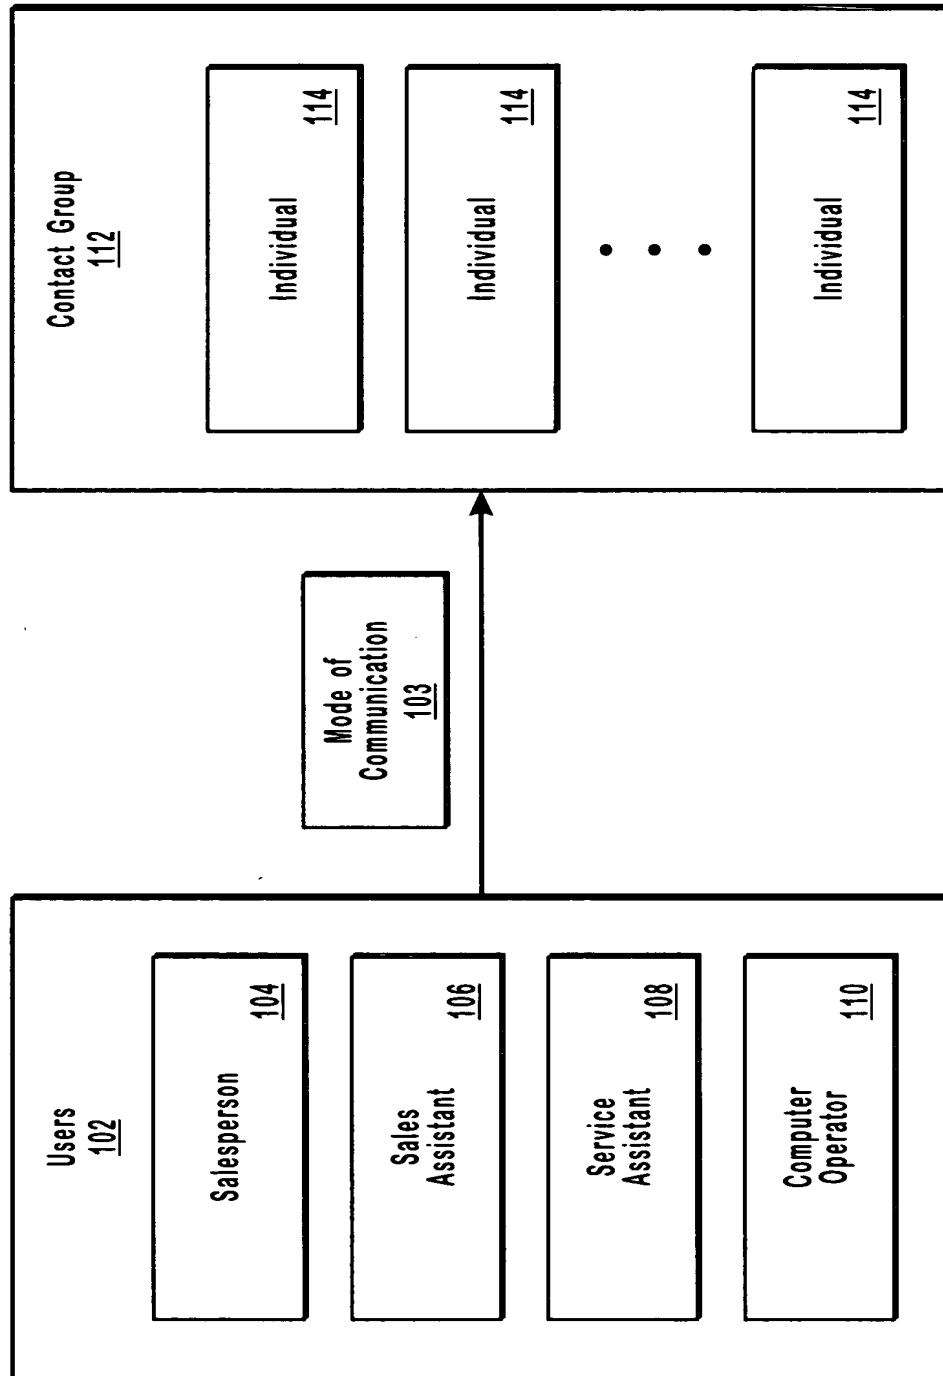 Users
102
Salesperson
104
Sales
Assistant
106
Service
Assistant
108
Computer
Operator
110
Mode of
Communication
103
Contact Group
112
Individual
114
Individual
114
Individual
114